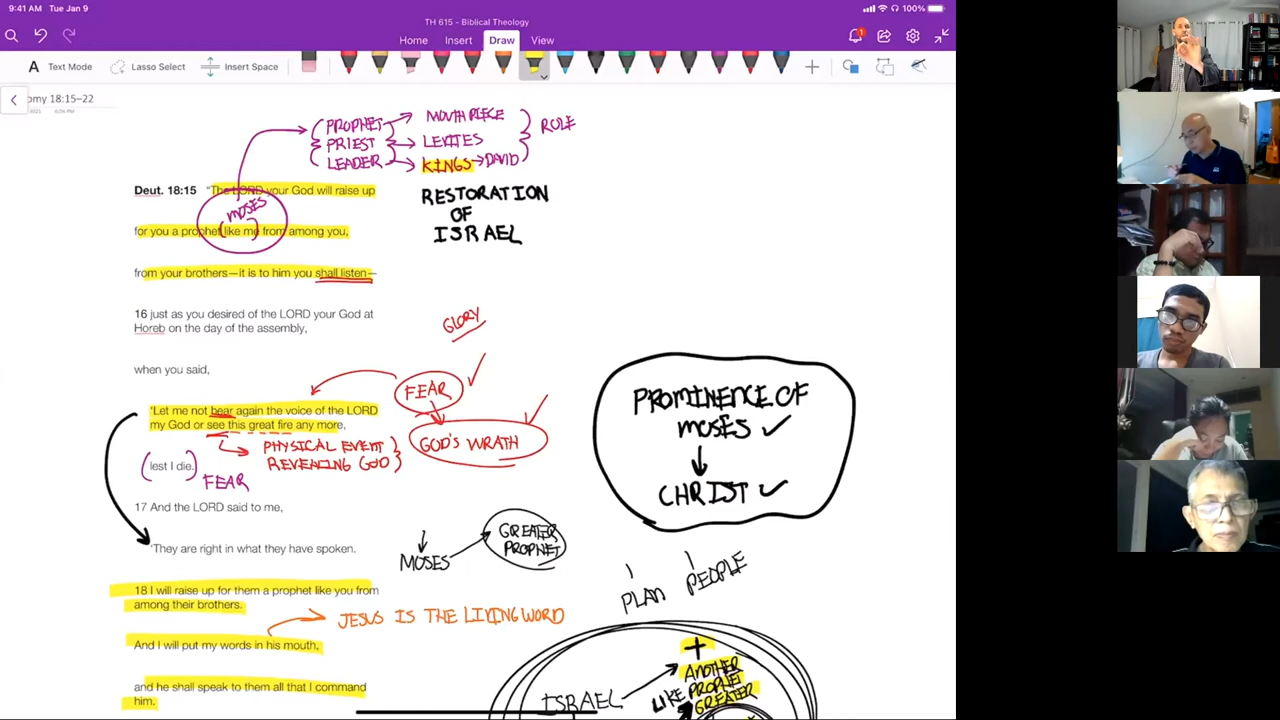 9:41 AM Tue Jan 9
100%
TH 615 - Biblical Theology
Home Insert Draw View
1
A Text Mode Lasso Select Insert Space
omy 18:15–22
PROPHET → MOUTHPIECE
PRIEST → LEVITES
LEADER → KINGS → DAVID
ROLE
RESTORATION
OF
ISRAEL
Deut. 18:15 “The LORD your God will raise up
MOSES
for you a prophet (like me) from among you,
from your brothers—it is to him you shall listen—
16 just as you desired of the LORD your God at
Horeb on the day of the assembly,
GLORY
when you said,
FEAR
‘Let me not hear again the voice of the LORD
my God or see this great fire any more,
PHYSICAL EVENT
REVEALING GOD
GOD'S WRATH
(lest I die.)
FEAR
PROMINENCE OF
MOSES ✓
↓
CHRIST ✓
17 And the LORD said to me,
‘They are right in what they have spoken.
MOSES
GREATER
PROPHET
PLAN PEOPLE
18 I will raise up for them a prophet like you from
among their brothers.
JESUS IS THE LIVING WORD
And I will put my words in his mouth,
and he shall speak to them all that I command
him.
ISRAEL
+
ANOTHER
LIKE PROPHET
GREATER